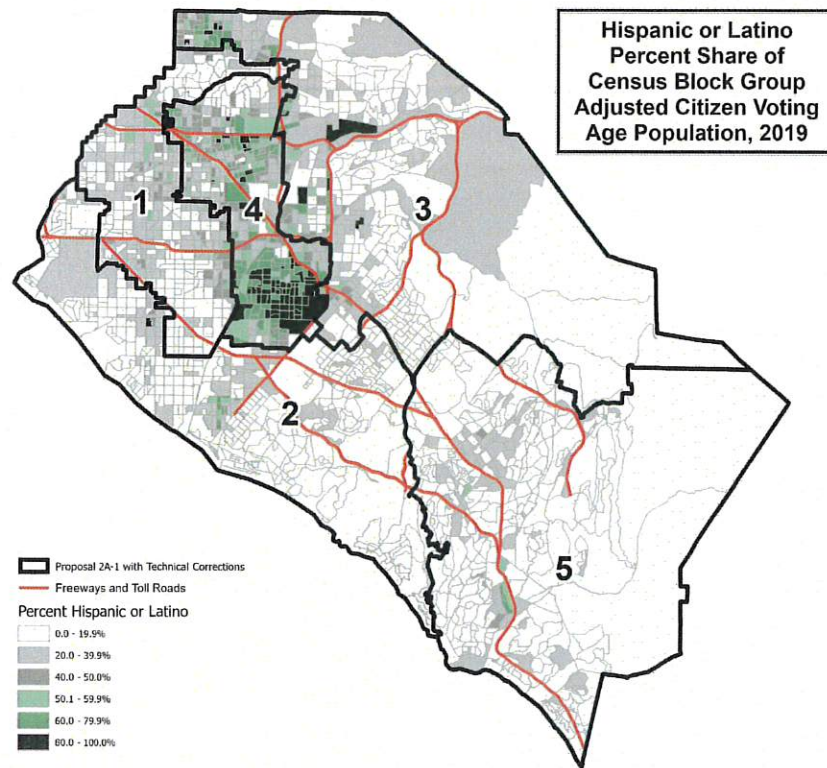 Hispanic or Latino
Percent Share of
Census Block Group
Adjusted Citizen Voting
Age Population, 2019
1
4
3
2
5
Proposal 2A-1 with Technical Corrections
Freeways and Toll Roads
Percent Hispanic or Latino
0.0 - 19.9%
20.0 - 39.9%
40.0 - 50.0%
50.1 - 59.9%
60.0 - 79.9%
80.0 - 100.0%